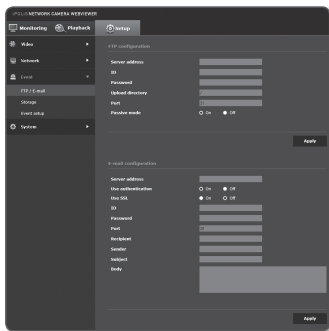 iPOLiS NETWORK CAMERA WEBVIEWER
Monitoring Playback Setup
Video
Network
Event
FTP / E-mail
Storage
Event setup
System
FTP configuration
Server address
ID
Password
Upload directory
Port
Passive mode On Off
Apply
E-mail configuration
Server address
Use authentication On Off
Use SSL On Off
ID
Password
Port
Recipient
Sender
Subject
Body
Apply